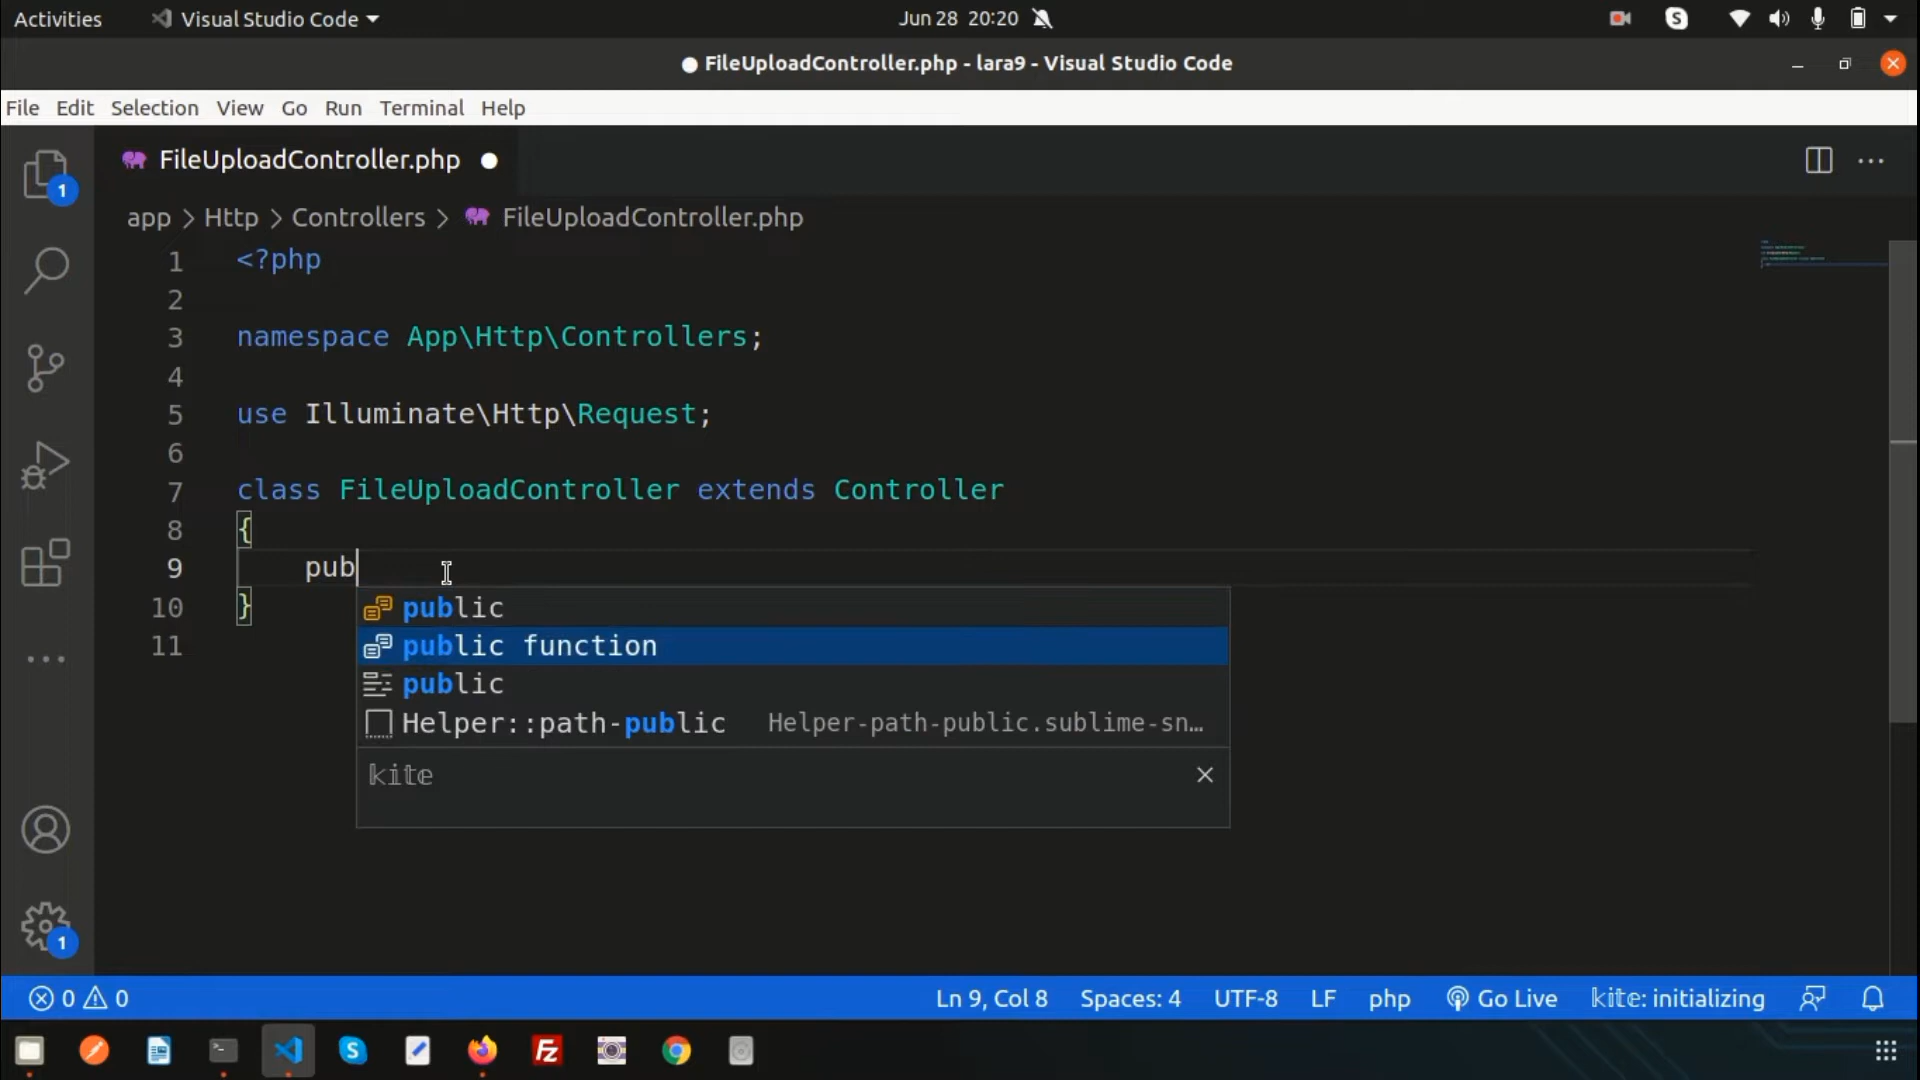 Activities Visual Studio Code Jun 28 20:20
FileUploadController.php - lara9 - Visual Studio Code
File Edit Selection View Go Run Terminal Help
FileUploadController.php
app > Http > Controllers > FileUploadController.php
1 <?php
2
3 namespace App\Http\Controllers;
4
5 use Illuminate\Http\Request;
6
7 class FileUploadController extends Controller
8 {
9 pub
10 }
11
public
public function
public
Helper::path-public Helper-path-public.sublime-sn…
kite
1
1
0 0 Ln 9, Col 8 Spaces: 4 UTF-8 LF php Go Live kite: initializing